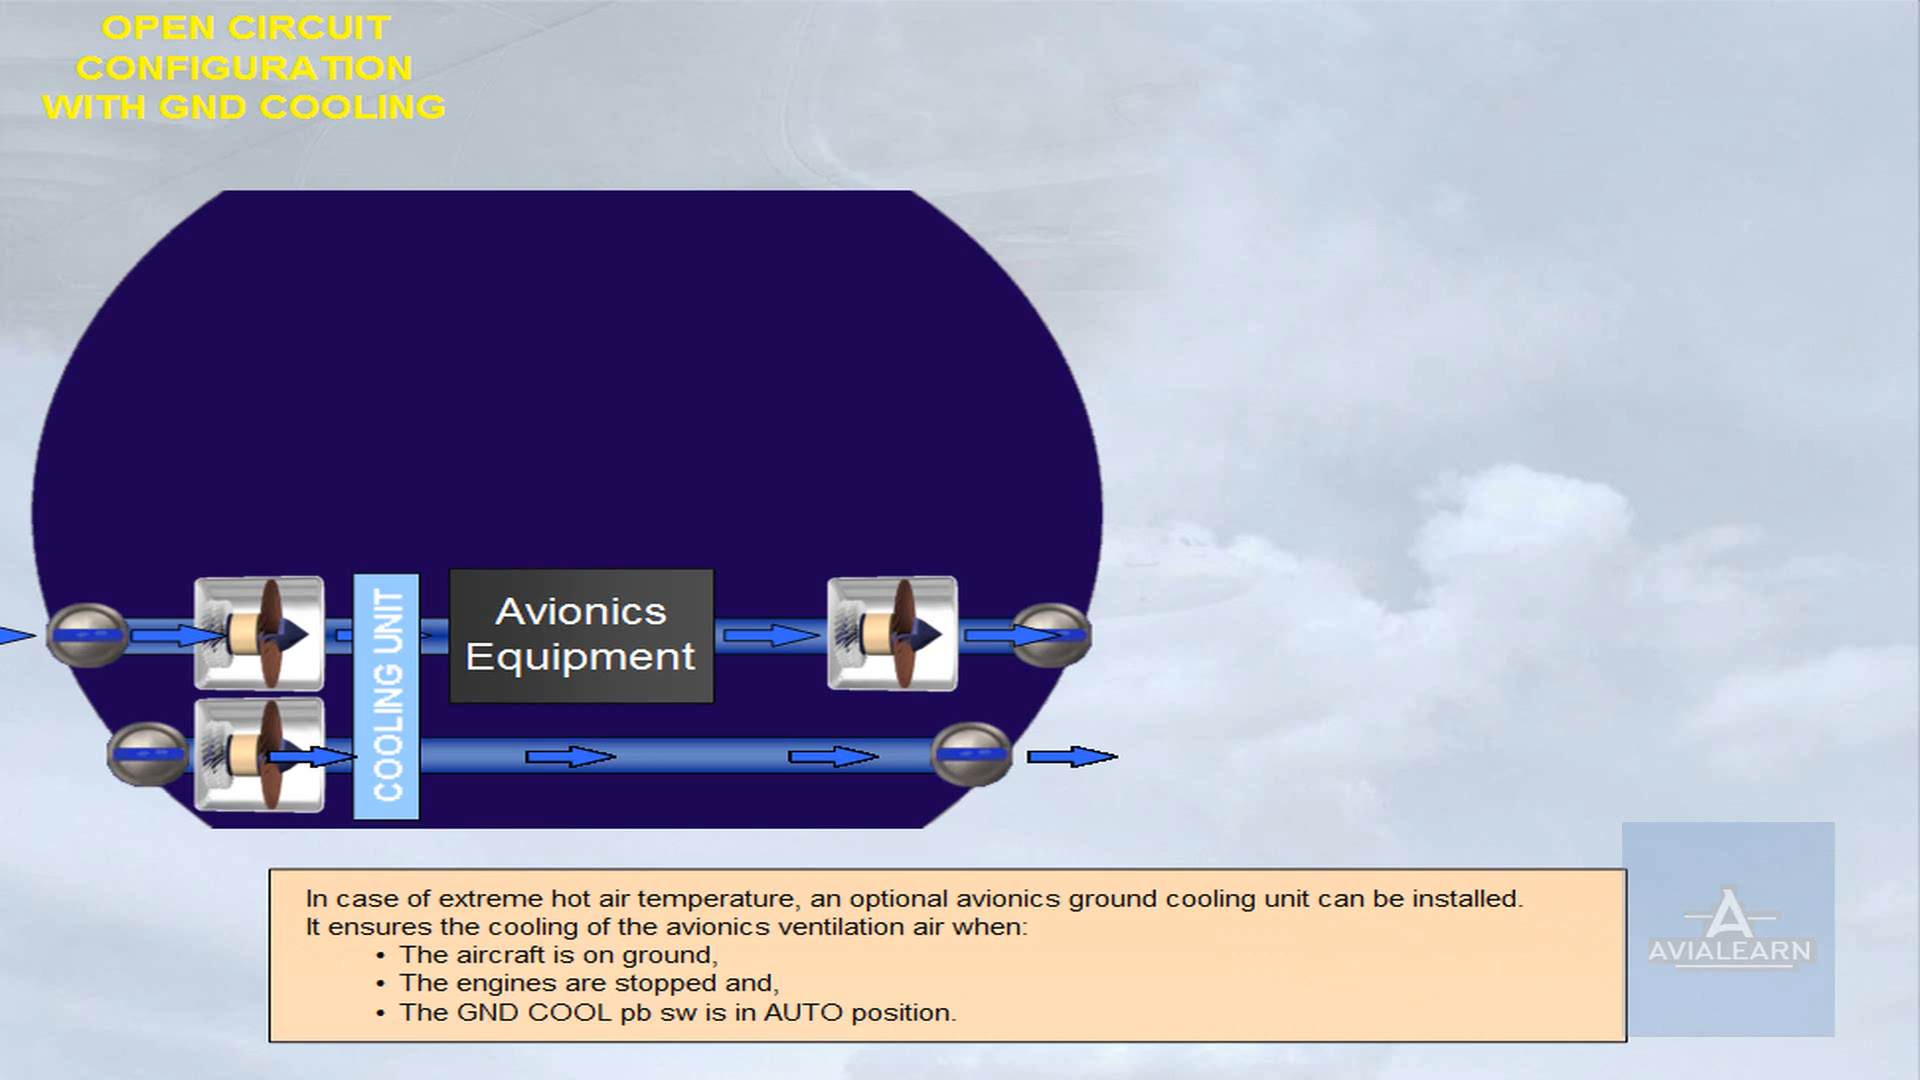 OPEN CIRCUIT
CONFIGURATION
WITH GND COOLING
COOLING UNIT
Avionics
Equipment
In case of extreme hot air temperature, an optional avionics ground cooling unit can be installed.
It ensures the cooling of the avionics ventilation air when:
• The aircraft is on ground,
• The engines are stopped and,
• The GND COOL pb sw is in AUTO position.
A
AVIALEARN